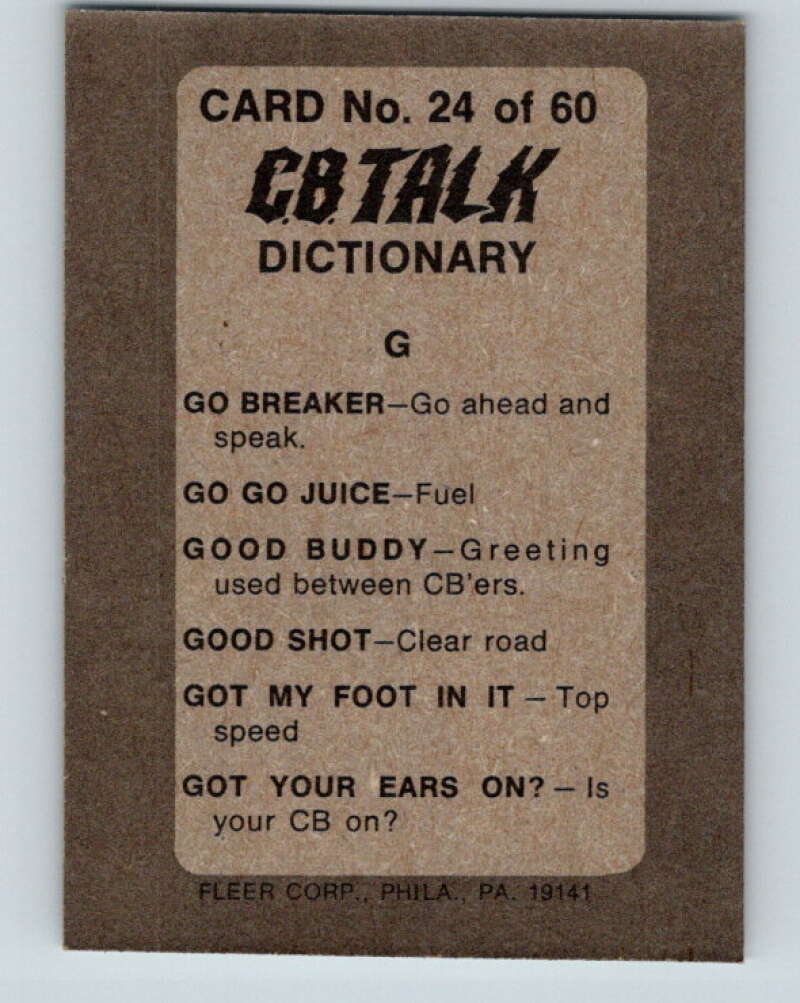 CARD No. 24 of 60
C.B. TALK
DICTIONARY
G
GO BREAKER—Go ahead and
speak.
GO GO JUICE—Fuel
GOOD BUDDY—Greeting
used between CB'ers.
GOOD SHOT—Clear road
GOT MY FOOT IN IT — Top
speed
GOT YOUR EARS ON? — Is
your CB on?
FLEER CORP., PHILA., PA. 19141